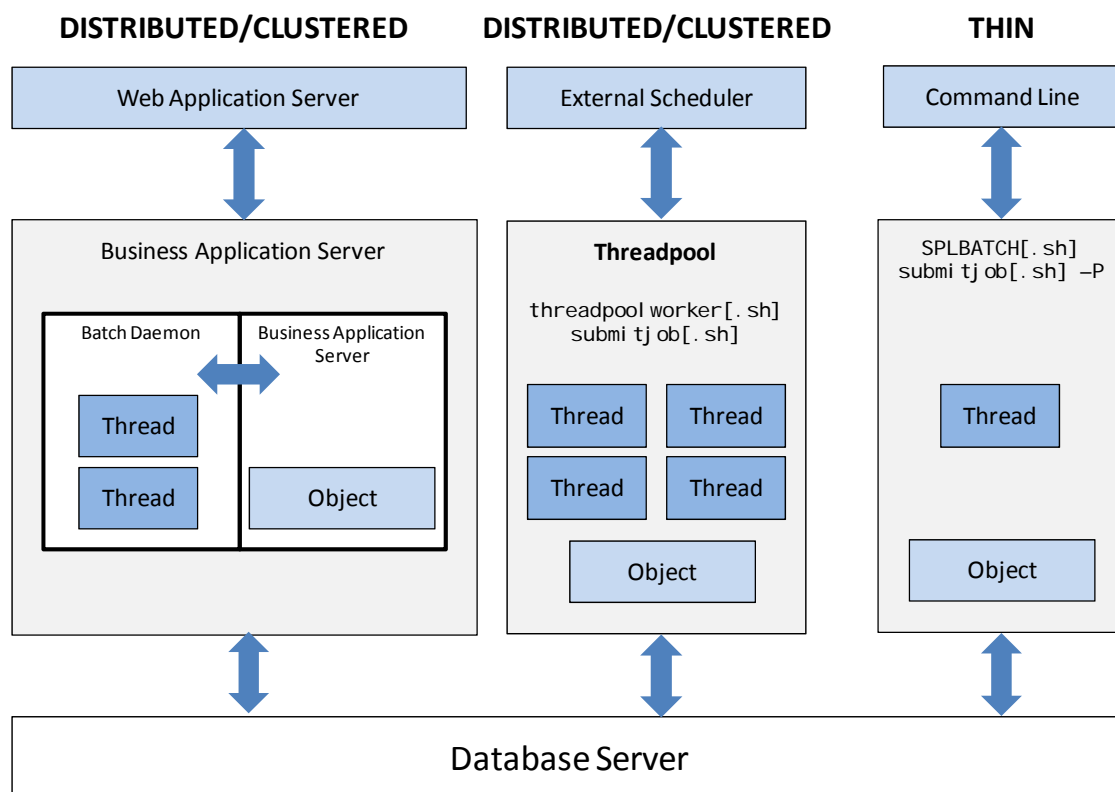 DISTRIBUTED/CLUSTERED
DISTRIBUTED/CLUSTERED
THIN
Web Application Server
External Scheduler
Command Line
Business Application Server
Batch Daemon
Business Application
Server
Thread
Thread
Object
Threadpool
threadpoolworker[.sh]
submitjob[.sh]
Thread
Thread
Thread
Thread
Object
SPLBATCH[.sh]
submitjob[.sh] –P
Thread
Object
Database Server